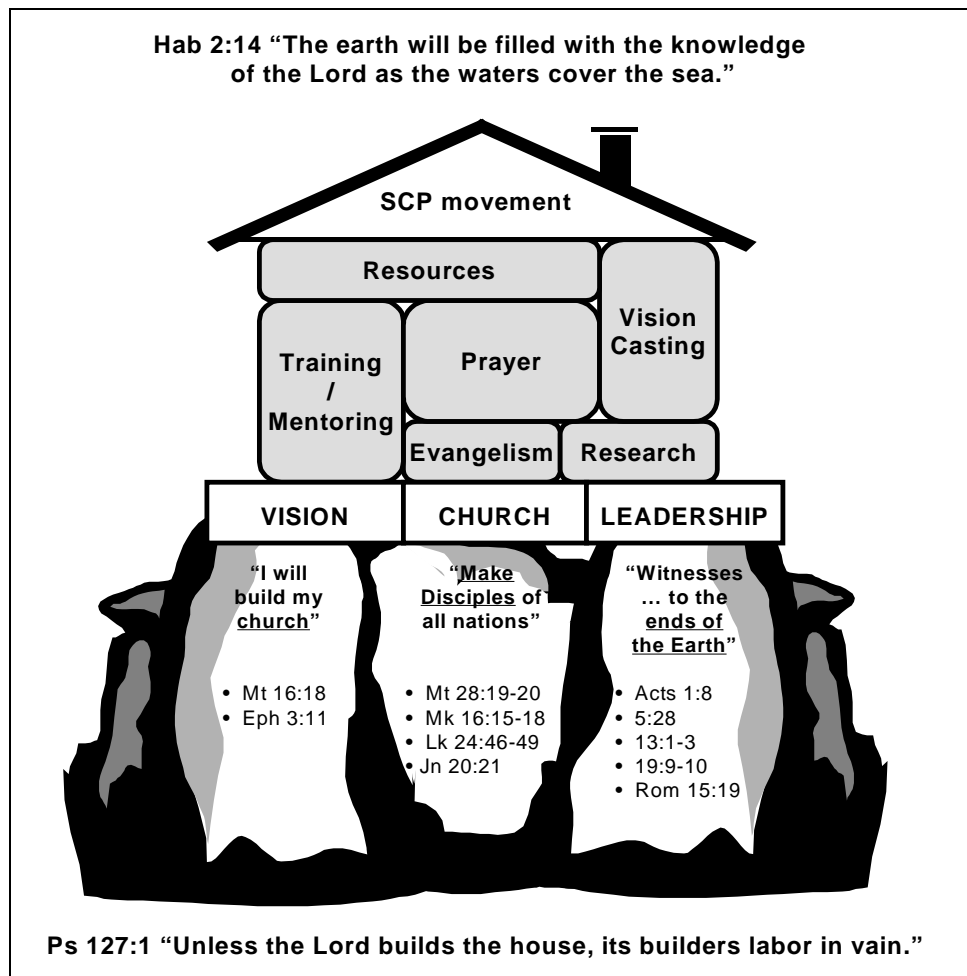 Hab 2:14 “The earth will be filled with the knowledge
of the Lord as the waters cover the sea.”
SCP movement
Resources
Vision
Casting
Training
/
Mentoring
Prayer
Evangelism
Research
VISION
CHURCH
LEADERSHIP
“I will
build my
church”
• Mt 16:18
• Eph 3:11
“Make
Disciples of
all nations”
• Mt 28:19-20
• Mk 16:15-18
• Lk 24:46-49
• Jn 20:21
“Witnesses
… to the
ends of
the Earth”
• Acts 1:8
• 5:28
• 13:1-3
• 19:9-10
• Rom 15:19
Ps 127:1 “Unless the Lord builds the house, its builders labor in vain.”